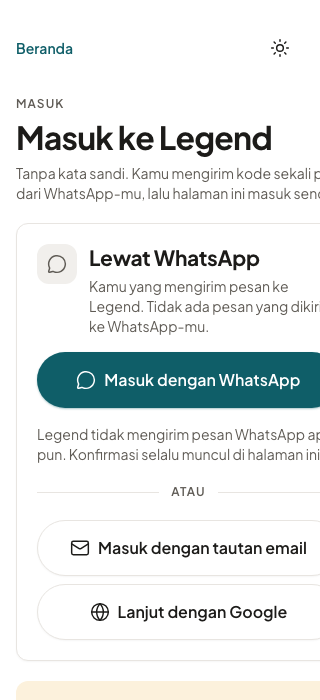 Beranda
MASUK
Masuk ke Legend
Tanpa kata sandi. Kamu mengirim kode sekali
dari WhatsApp-mu, lalu halaman ini masuk
Lewat WhatsApp
Kamu yang mengirim pesan ke
Legend. Tidak ada pesan yang
ke WhatsApp-mu.
Masuk dengan WhatsApp
Legend tidak mengirim pesan WhatsApp
pun. Konfirmasi selalu muncul di halaman ini
ATAU
Masuk dengan tautan email
Lanjut dengan Google